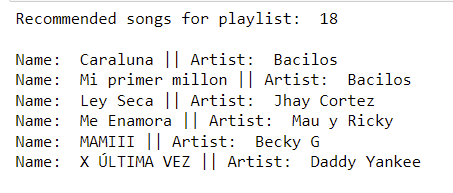 Recommended songs for playlist:  18
Name:  Caraluna || Artist:  Bacilos
Name:  Mi primer millon || Artist:  Bacilos
Name:  Ley Seca || Artist:  Jhay Cortez
Name:  Me Enamora || Artist:  Mau y Ricky
Name:  MAMIII || Artist:  Becky G
Name:  X ÚLTIMA VEZ || Artist:  Daddy Yankee